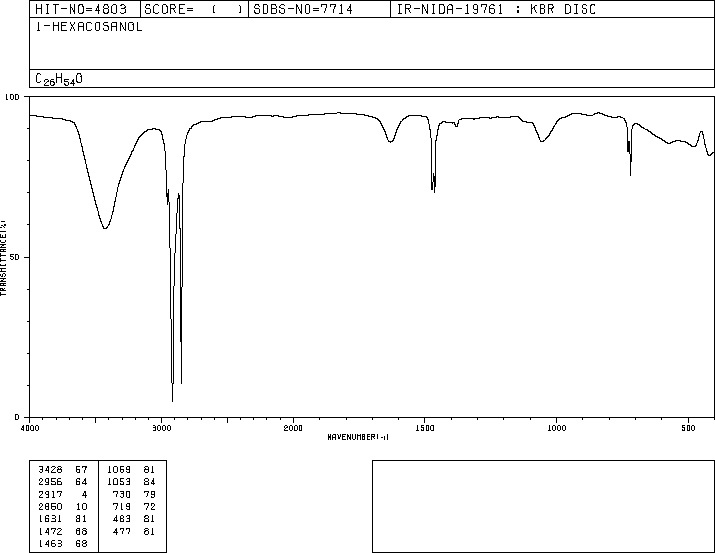 HIT-NO=4803 SCORE= ( ) SDBS-NO=7714 IR-NIDA-19761 : KBR DISC
1-HEXACOSANOL
C26H54O
100
50
0
TRANSMITTANCE(%)
4000 3000 2000 1500 1000 500
WAVENUMBER(-1)
3428 67 1069 81
2956 64 1053 84
2917 4 730 79
2850 10 719 72
1631 81 483 81
1472 68 477 81
1463 68